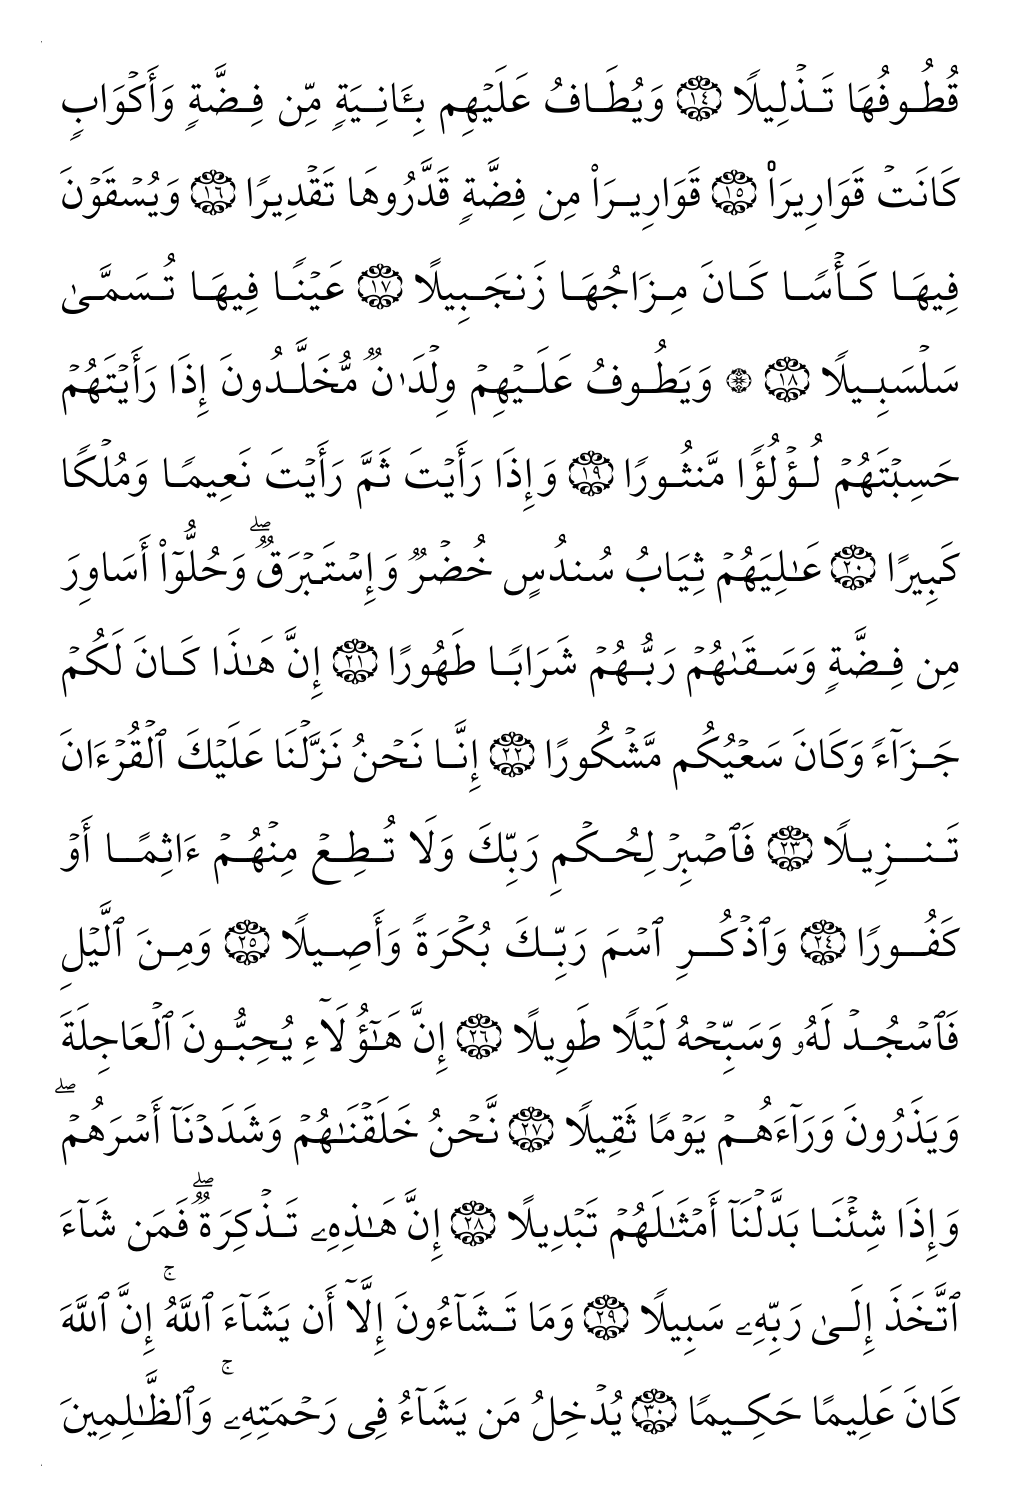 قُطُوفُهَا تَذۡلِيلٗا ١٤ وَيُطَافُ عَلَيۡهِم بِـَٔانِيَةٖ مِّن فِضَّةٖ وَأَكۡوَابٖ
كَانَتۡ قَوَارِيرَا۠ ١٥ قَوَارِيرَاْ مِن فِضَّةٖ قَدَّرُوهَا تَقۡدِيرٗا ١٦ وَيُسۡقَوۡنَ
فِيهَا كَأۡسٗا كَانَ مِزَاجُهَا زَنجَبِيلًا ١٧ عَيۡنٗا فِيهَا تُسَمَّىٰ
سَلۡسَبِيلٗا ١٨ ۞ وَيَطُوفُ عَلَيۡهِمۡ وِلۡدَٰنٞ مُّخَلَّدُونَ إِذَا رَأَيۡتَهُمۡ
حَسِبۡتَهُمۡ لُؤۡلُؤٗا مَّنثُورٗا ١٩ وَإِذَا رَأَيۡتَ ثَمَّ رَأَيۡتَ نَعِيمٗا وَمُلۡكٗا
كَبِيرًا ٢٠ عَٰلِيَهُمۡ ثِيَابُ سُندُسٍ خُضۡرٞ وَإِسۡتَبۡرَقٞۖ وَحُلُّوٓاْ أَسَاوِرَ
مِن فِضَّةٖ وَسَقَىٰهُمۡ رَبُّهُمۡ شَرَابٗا طَهُورًا ٢١ إِنَّ هَٰذَا كَانَ لَكُمۡ
جَزَآءٗ وَكَانَ سَعۡيُكُم مَّشۡكُورًا ٢٢ إِنَّا نَحۡنُ نَزَّلۡنَا عَلَيۡكَ ٱلۡقُرۡءَانَ
تَنزِيلٗا ٢٣ فَٱصۡبِرۡ لِحُكۡمِ رَبِّكَ وَلَا تُطِعۡ مِنۡهُمۡ ءَاثِمًا أَوۡ
كَفُورٗا ٢٤ وَٱذۡكُرِ ٱسۡمَ رَبِّكَ بُكۡرَةٗ وَأَصِيلٗا ٢٥ وَمِنَ ٱلَّيۡلِ
فَٱسۡجُدۡ لَهُۥ وَسَبِّحۡهُ لَيۡلٗا طَوِيلًا ٢٦ إِنَّ هَٰٓؤُلَآءِ يُحِبُّونَ ٱلۡعَاجِلَةَ
وَيَذَرُونَ وَرَآءَهُمۡ يَوۡمٗا ثَقِيلٗا ٢٧ نَّحۡنُ خَلَقۡنَٰهُمۡ وَشَدَدۡنَآ أَسۡرَهُمۡۖ
وَإِذَا شِئۡنَا بَدَّلۡنَآ أَمۡثَٰلَهُمۡ تَبۡدِيلًا ٢٨ إِنَّ هَٰذِهِۦ تَذۡكِرَةٞۖ فَمَن شَآءَ
ٱتَّخَذَ إِلَىٰ رَبِّهِۦ سَبِيلٗا ٢٩ وَمَا تَشَآءُونَ إِلَّآ أَن يَشَآءَ ٱللَّهُۚ إِنَّ ٱللَّهَ
كَانَ عَلِيمًا حَكِيمٗا ٣٠ يُدۡخِلُ مَن يَشَآءُ فِي رَحۡمَتِهِۦۚ وَٱلظَّٰلِمِينَ